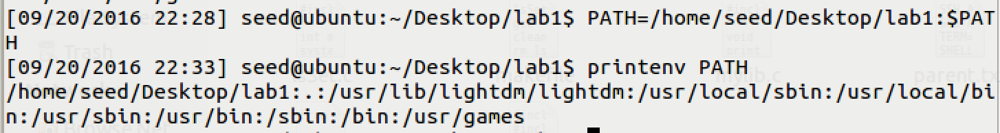 [09/20/2016 22:28] seed@ubuntu:~/Desktop/lab1$ PATH=/home/seed/Desktop/lab1:$PAT
H
[09/20/2016 22:33] seed@ubuntu:~/Desktop/lab1$ printenv PATH
/home/seed/Desktop/lab1:.:/usr/lib/lightdm/lightdm:/usr/local/sbin:/usr/local/bi
n:/usr/sbin:/usr/bin:/sbin:/bin:/usr/games